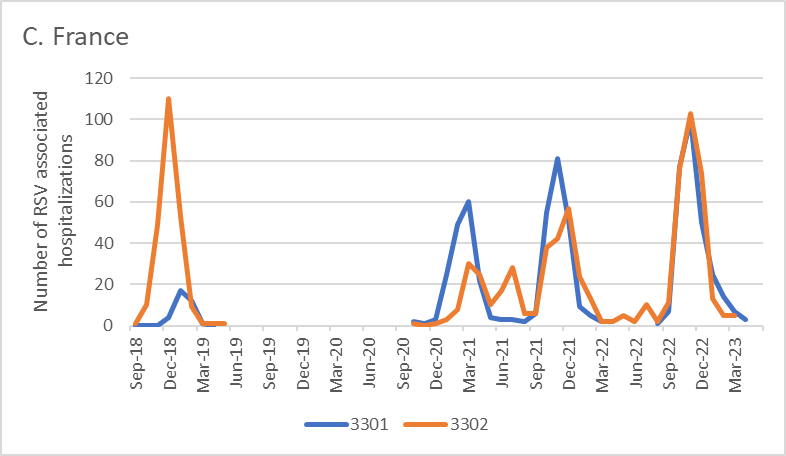 C. France
Number of RSV associated
hospitalizations
120
100
80
60
40
20
0
Sep-18
Dec-18
Mar-19
Jun-19
Sep-19
Dec-19
Mar-20
Jun-20
Sep-20
Dec-20
Mar-21
Jun-21
Sep-21
Dec-21
Mar-22
Jun-22
Sep-22
Dec-22
Mar-23
3301
3302